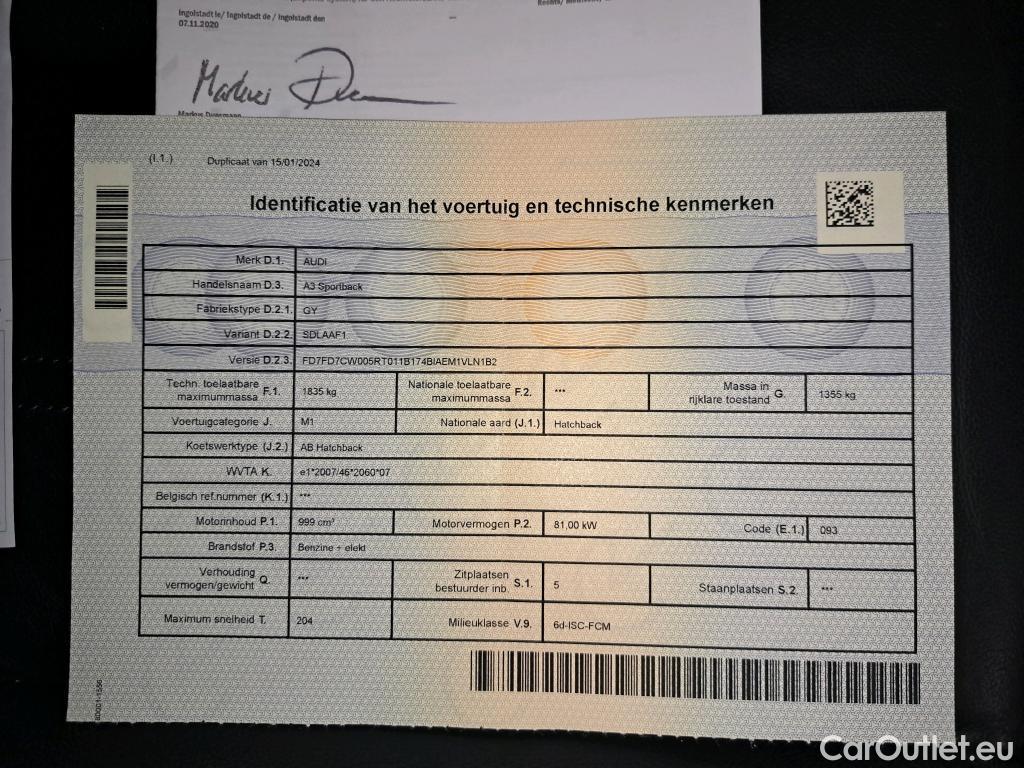 Ingolstadt le/ Ingolstadt de / Ingolstadt den
07.11.2020
(I.1.) Duplicaat van 15/01/2024
Identificatie van het voertuig en technische kenmerken
Merk D.1. AUDI
Handelsnaam D.3. A3 Sportback
Fabriekstype D.2.1. GY
Variant D.2.2. SDLAAF1
Versie D.2.3. FD7FD7CW005RT011B174BIAEM1VLN1B2
Techn. toelaatbare maximummassa F.1. 1835 kg Nationale toelaatbare maximummassa F.2. *** Massa in rijklare toestand G. 1355 kg
Voertuigcategorie J. M1 Nationale aard (J.1.) Hatchback
Koetswerktype (J.2.) AB Hatchback
WVTA K. e1*2007/46*2060*07
Belgisch ref.nummer (K.1.) ***
Motorinhoud P.1. 999 cm³ Motorvermogen P.2. 81,00 kW Code (E.1.) 093
Brandstof P.3. Benzine + elekt
Verhouding vermogen/gewicht Q. *** Zitplaatsen bestuurder inb. S.1. 5 Staanplaatsen S.2. ***
Maximum snelheid T. 204 Milieuklasse V.9. 6d-ISC-FCM
CarOutlet.eu